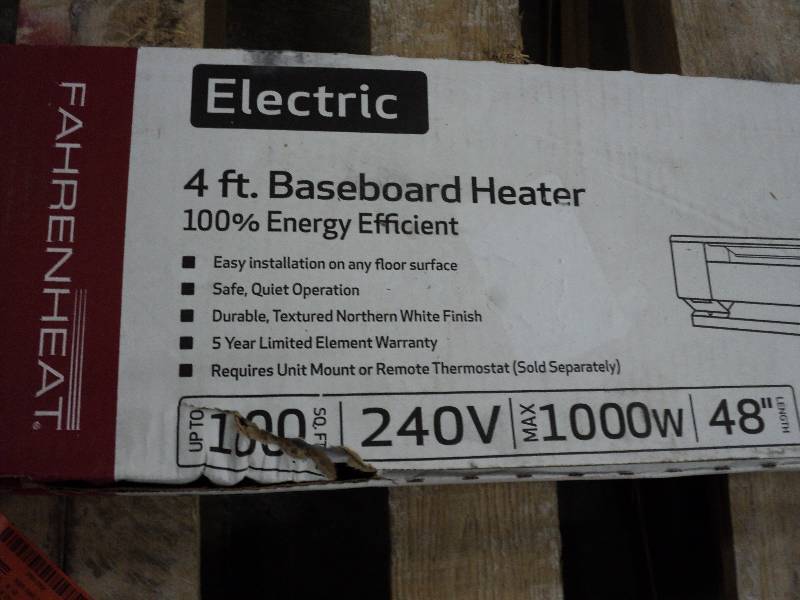 FAHRENHEAT
Electric
4 ft. Baseboard Heater
100% Energy Efficient
Easy installation on any floor surface
Safe, Quiet Operation
Durable, Textured Northern White Finish
5 Year Limited Element Warranty
Requires Unit Mount or Remote Thermostat (Sold Separately)
UP TO 100 SQ. FT 240V MAX 1000W 48" LENGTH